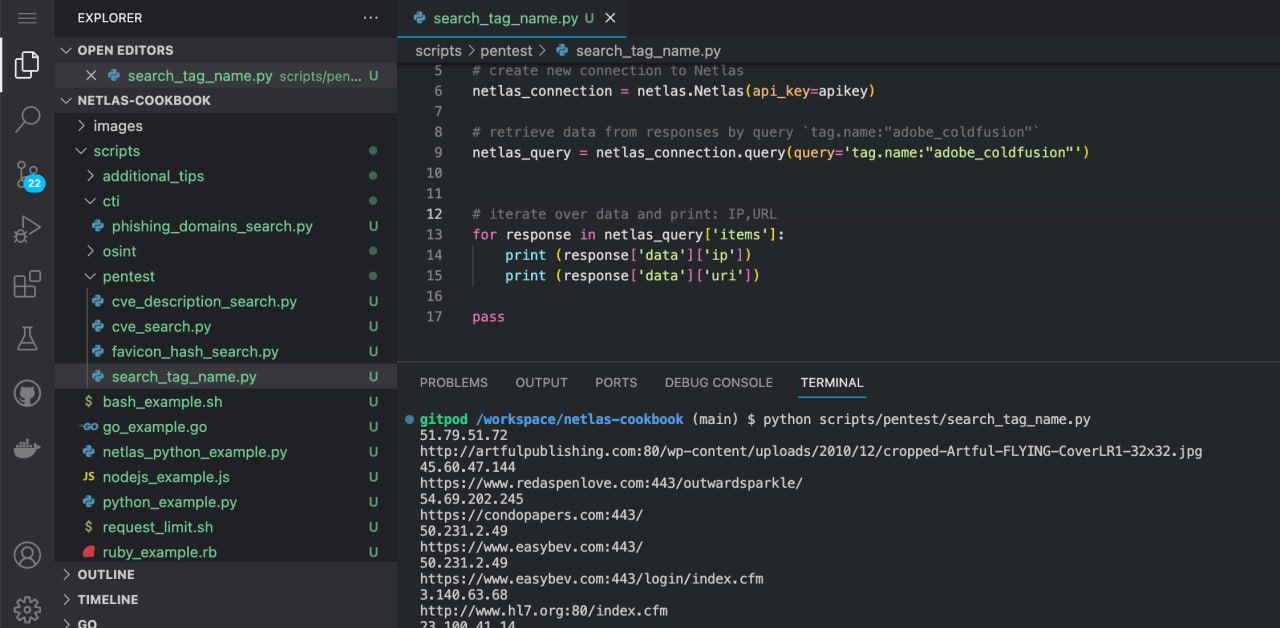 EXPLORER
OPEN EDITORS
search_tag_name.py scripts/pen... U
NETLAS-COOKBOOK
images
scripts
additional_tips
cti
phishing_domains_search.py U
osint
pentest
cve_description_search.py U
cve_search.py U
favicon_hash_search.py U
search_tag_name.py U
$ bash_example.sh U
GO go_example.go U
netlas_python_example.py U
JS nodejs_example.js U
python_example.py U
$ request_limit.sh U
ruby_example.rb U
OUTLINE
TIMELINE
GO
22
search_tag_name.py U
scripts > pentest > search_tag_name.py
5 # create new connection to Netlas
6 netlas_connection = netlas.Netlas(api_key=apikey)
7
8 # retrieve data from responses by query `tag.name:"adobe_coldfusion"`
9 netlas_query = netlas_connection.query(query='tag.name:"adobe_coldfusion"')
10
11
12 # iterate over data and print: IP,URL
13 for response in netlas_query['items']:
14 print (response['data']['ip'])
15 print (response['data']['uri'])
16
17 pass
PROBLEMS OUTPUT PORTS DEBUG CONSOLE TERMINAL
gitpod /workspace/netlas-cookbook (main) $ python scripts/pentest/search_tag_name.py
51.79.51.72
http://artfulpublishing.com:80/wp-content/uploads/2010/12/cropped-Artful-FLYING-CoverLR1-32x32.jpg
45.60.47.144
https://www.redaspenlove.com:443/outwardsparkle/
54.69.202.245
https://condopapers.com:443/
50.231.2.49
https://www.easybev.com:443/
50.231.2.49
https://www.easybev.com:443/login/index.cfm
3.140.63.68
http://www.hl7.org:80/index.cfm
23.100.41.14